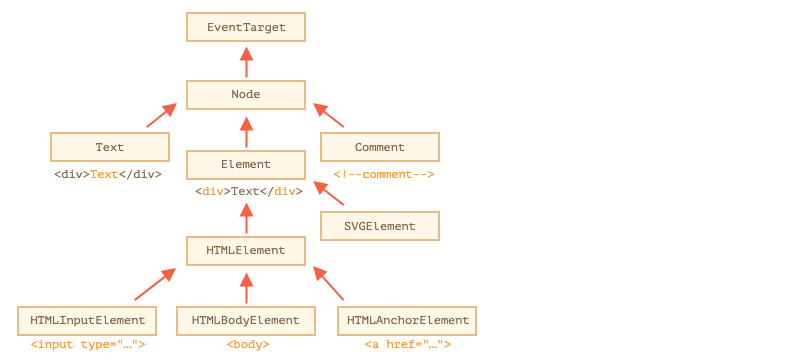 EventTarget
Node
Text
Comment
<div>Text</div>
Element
<!--comment-->
<div>Text</div>
SVGElement
HTMLElement
HTMLInputElement
HTMLBodyElement
HTMLAnchorElement
<input type="…">
<body>
<a href="…">